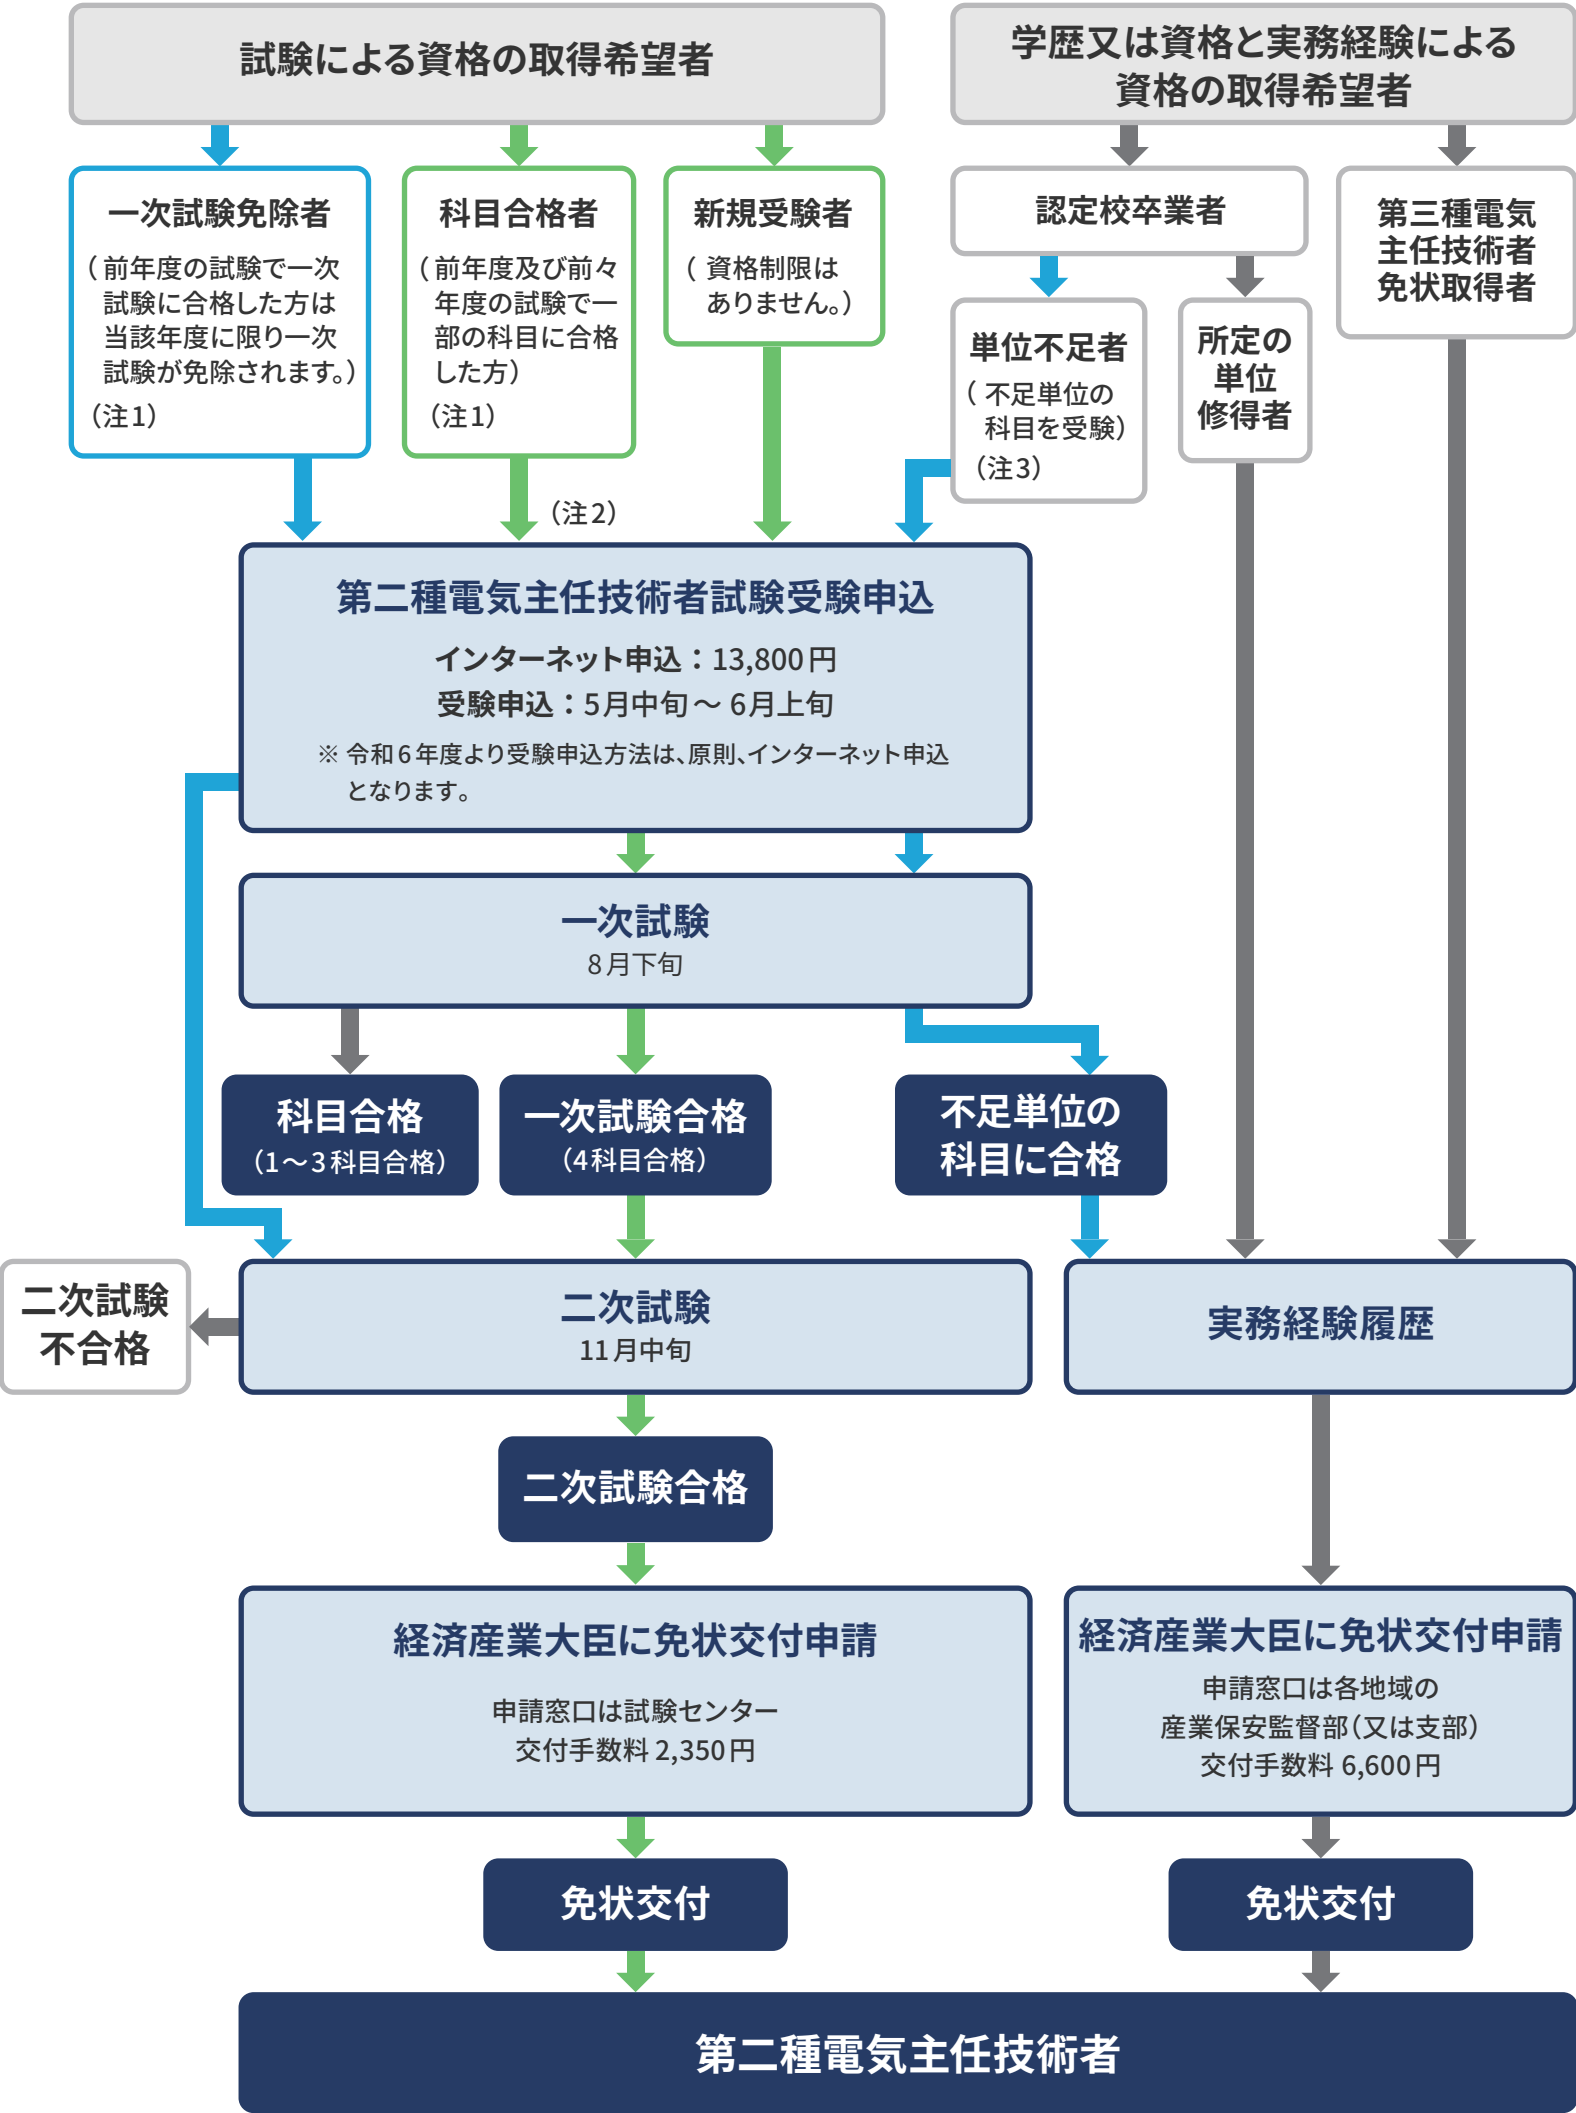 試験による資格の取得希望者
学歴又は資格と実務経験による
資格の取得希望者
一次試験免除者
（前年度の試験で一次
試験に合格した方は
当該年度に限り一次
試験が免除されます。）
（注1）
科目合格者
（前年度及び前々
年度の試験で一
部の科目に合格
した方）
（注1）
新規受験者
（資格制限は
ありません。）
認定校卒業者
第三種電気
主任技術者
免状取得者
単位不足者
（不足単位の
科目を受験）
（注3）
所定の
単位
修得者
（注2）
第二種電気主任技術者試験受験申込
インターネット申込：13,800円
受験申込：5月中旬～6月上旬
※ 令和6年度より受験申込方法は、原則、インターネット申込
となります。
一次試験
8月下旬
科目合格
（1～3科目合格）
一次試験合格
（4科目合格）
不足単位の
科目に合格
二次試験
不合格
二次試験
11月中旬
実務経験履歴
二次試験合格
経済産業大臣に免状交付申請
申請窓口は試験センター
交付手数料 2,350円
経済産業大臣に免状交付申請
申請窓口は各地域の
産業保安監督部（又は支部）
交付手数料 6,600円
免状交付
免状交付
第二種電気主任技術者